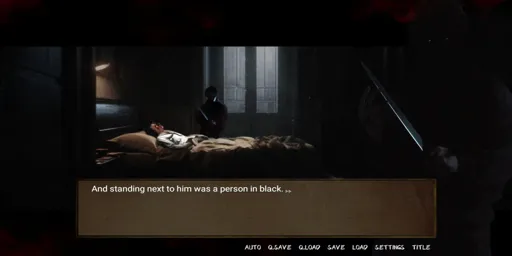 And standing next to him was a person in black. >>
AUTO Q.SAVE Q.LOAD SAVE LOAD SETTINGS TITLE